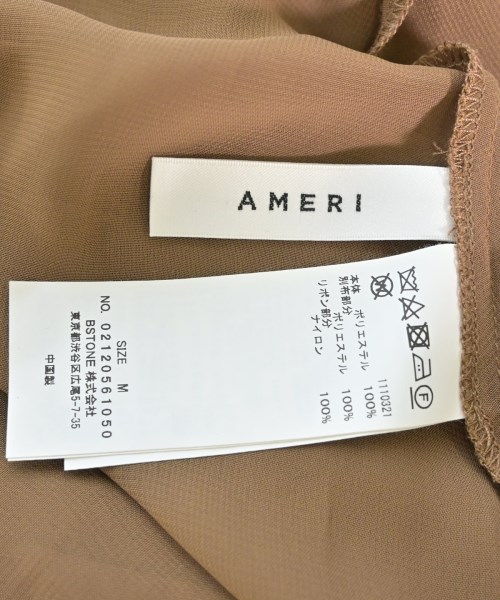 AMERI
1110321
本体 ポリエステル 100%
別布部分 ポリエステル 100%
リボン部分 ナイロン 100%
SIZE M
NO. 02120561050
BSTONE 株式会社
東京都渋谷区広尾5-7-35
中国製